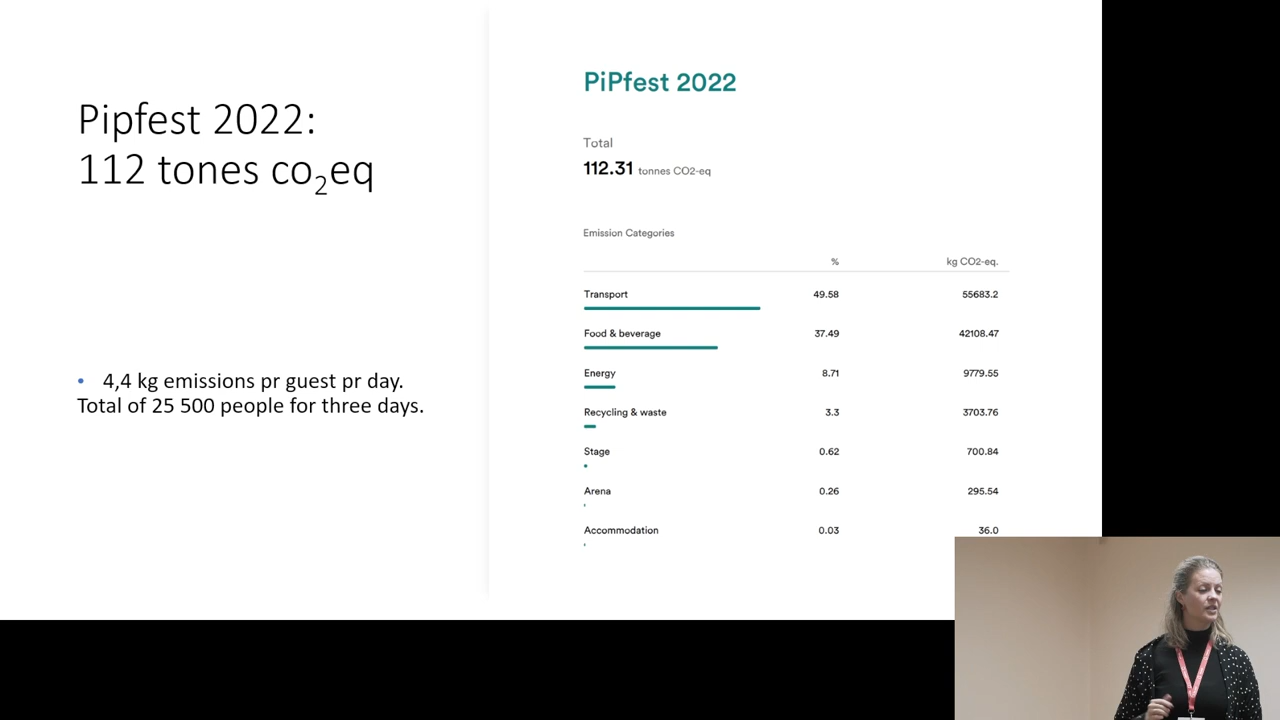 Pipfest 2022:
112 tones co₂eq
• 4,4 kg emissions pr guest pr day.
Total of 25 500 people for three days.
PiPfest 2022
Total
112.31 tonnes CO2-eq
Emission Categories
% kg CO2-eq.
Transport 49.58 55683.2
Food & beverage 37.49 42108.47
Energy 8.71 9779.55
Recycling & waste 3.3 3703.76
Stage 0.62 700.84
Arena 0.26 295.54
Accommodation 0.03 36.0